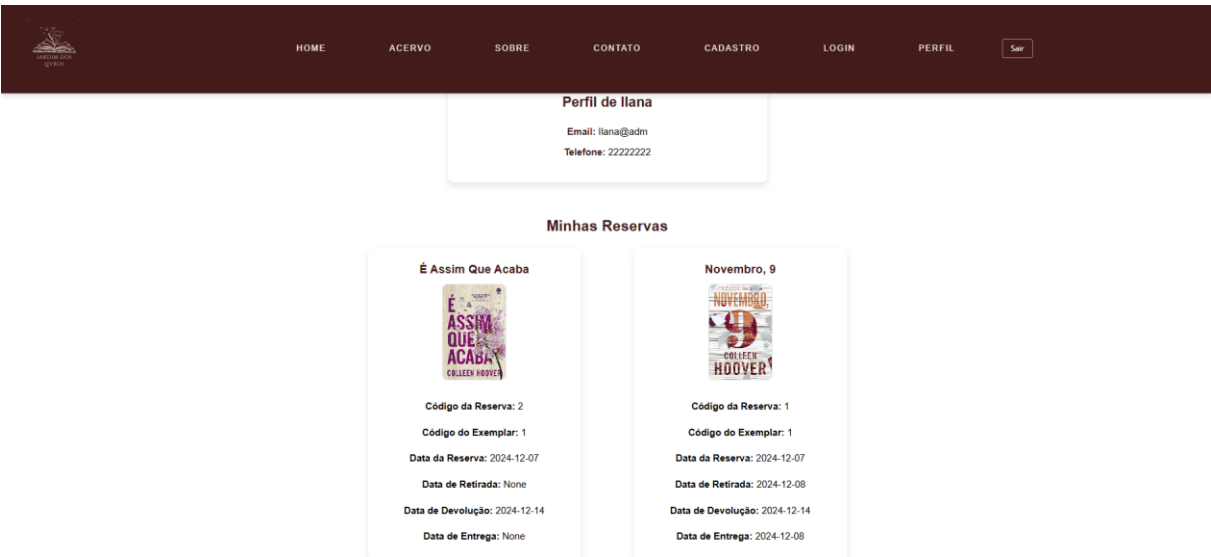 JARDIM DOS
LIVROS
HOME ACERVO SOBRE CONTATO CADASTRO LOGIN PERFIL Sair
Perfil de Ilana
Email: Ilana@adm
Telefone: 22222222
Minhas Reservas
É Assim Que Acaba
É
ASSIM
QUE
ACABA
COLLEEN HOOVER
Código da Reserva: 2
Código do Exemplar: 1
Data da Reserva: 2024-12-07
Data de Retirada: None
Data de Devolução: 2024-12-14
Data de Entrega: None
Novembro, 9
NOVEMBRO,
9
COLLEEN
HOOVER
Código da Reserva: 1
Código do Exemplar: 1
Data da Reserva: 2024-12-07
Data de Retirada: 2024-12-08
Data de Devolução: 2024-12-14
Data de Entrega: 2024-12-08